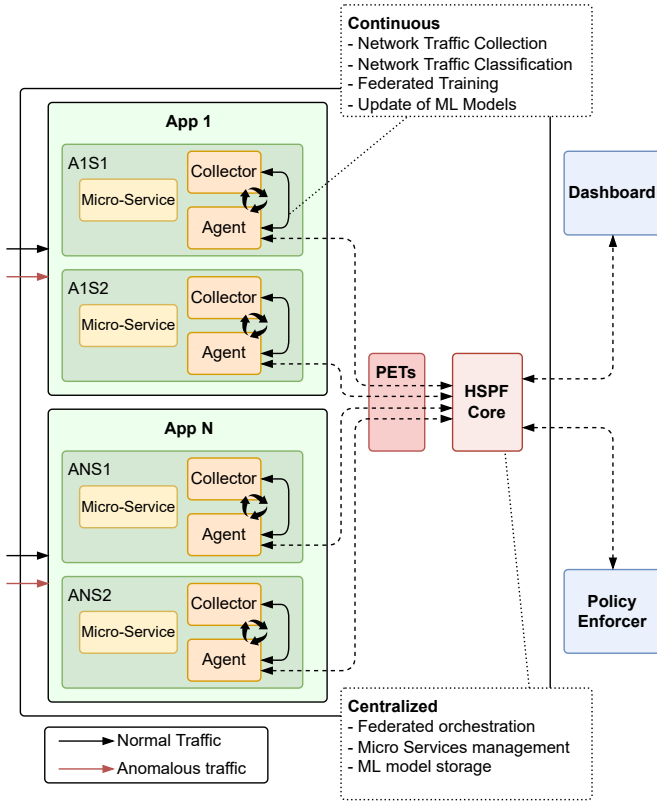 Continuous
- Network Traffic Collection
- Network Traffic Classification
- Federated Training
- Update of ML Models
App 1
A1S1
Micro-Service
Collector
Agent
A1S2
Micro-Service
Collector
Agent
App N
ANS1
Micro-Service
Collector
Agent
ANS2
Micro-Service
Collector
Agent
PETs
HSPF
Core
Dashboard
Policy
Enforcer
Centralized
- Federated orchestration
- Micro Services management
- ML model storage
Normal Traffic
Anomalous traffic